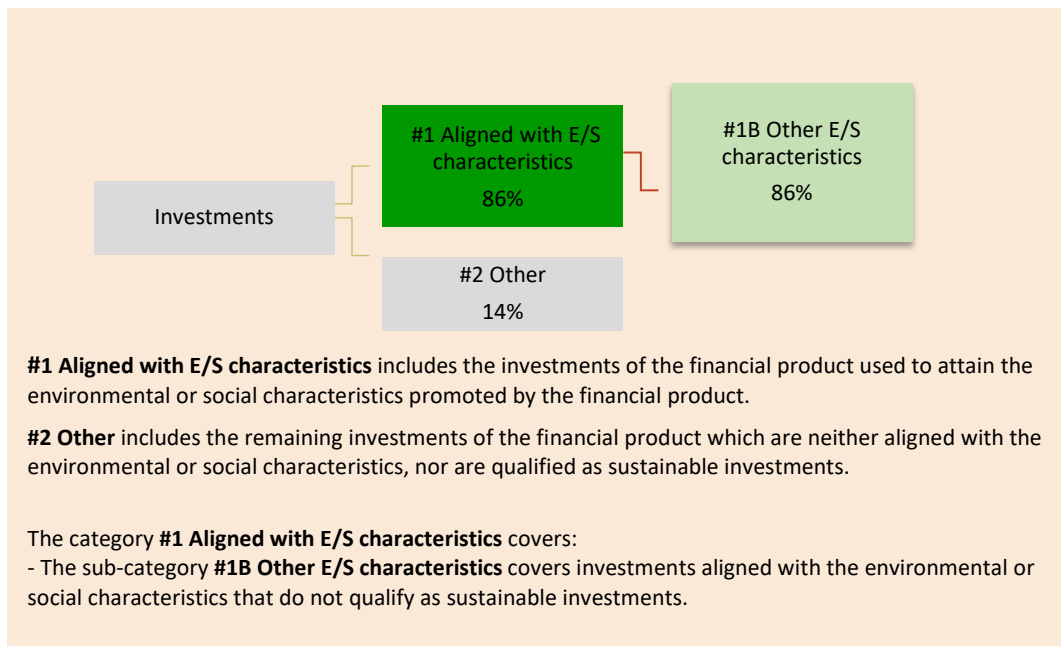 #1 Aligned with E/S
characteristics
86%
#1B Other E/S
characteristics
86%
Investments
#2 Other
14%
#1 Aligned with E/S characteristics includes the investments of the financial product used to attain the
environmental or social characteristics promoted by the financial product.
#2 Other includes the remaining investments of the financial product which are neither aligned with the
environmental or social characteristics, nor are qualified as sustainable investments.
The category #1 Aligned with E/S characteristics covers:
- The sub-category #1B Other E/S characteristics covers investments aligned with the environmental or
social characteristics that do not qualify as sustainable investments.